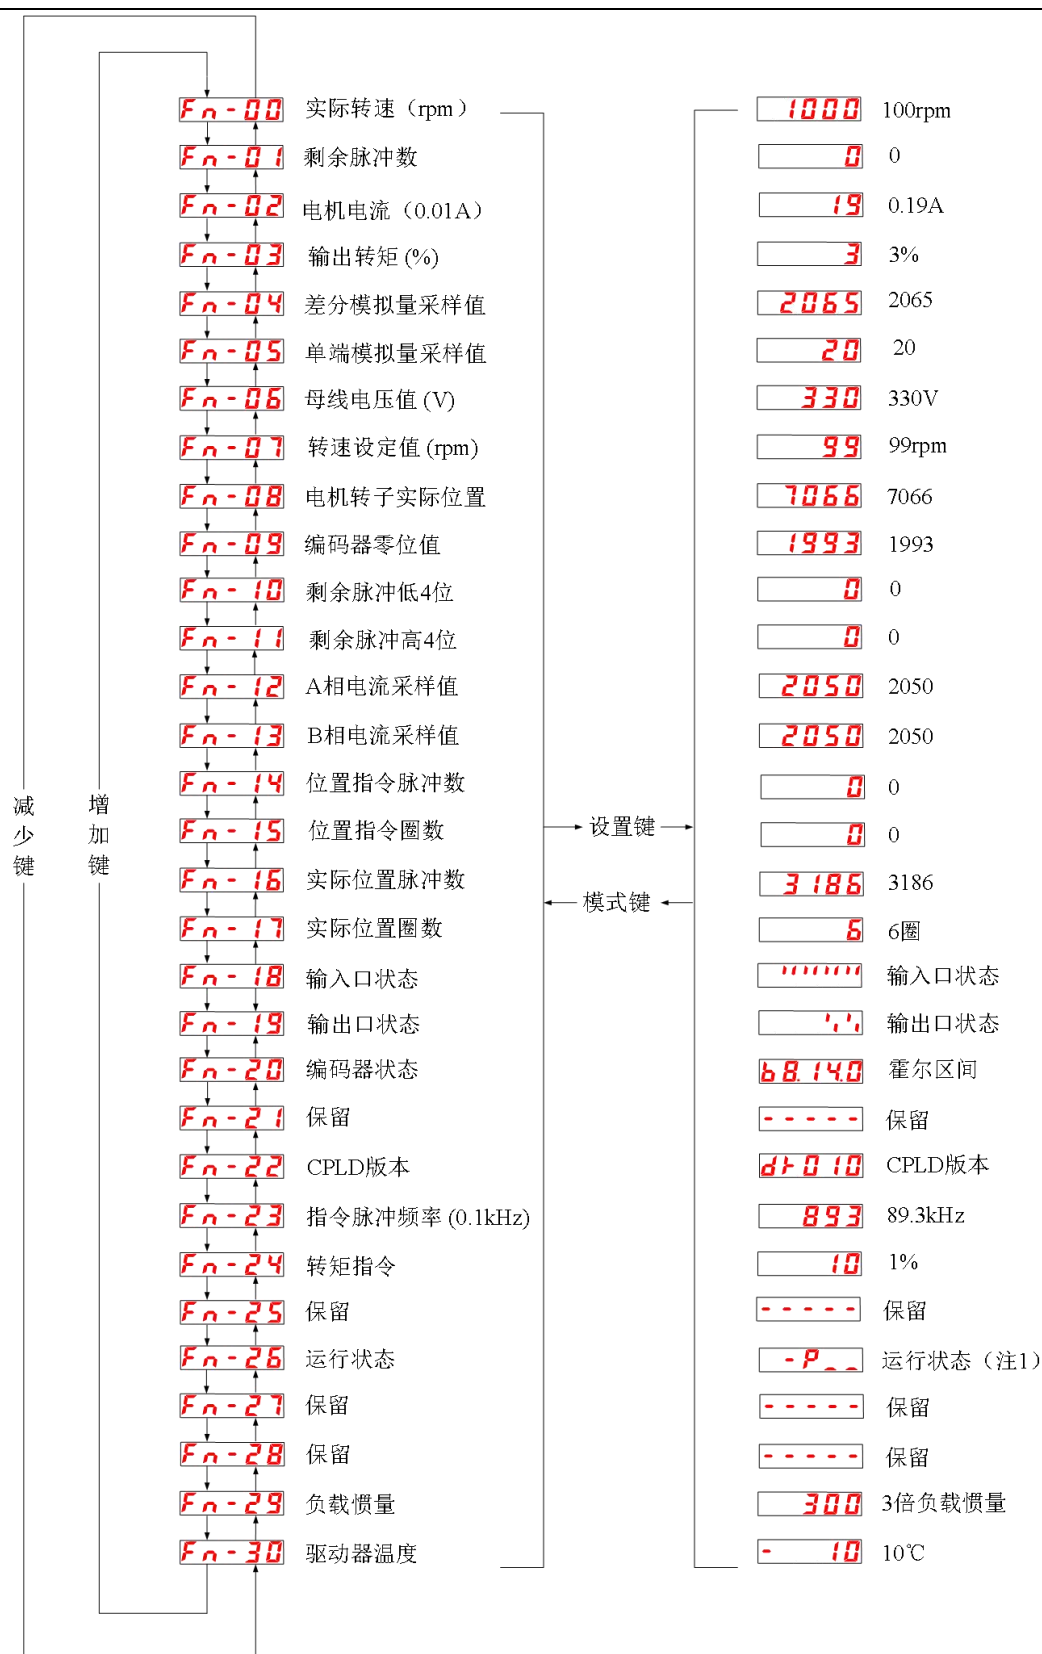 Fn-00 实际转速（rpm） 1000 100rpm
Fn-01 剩余脉冲数 0 0
Fn-02 电机电流（0.01A） 19 0.19A
Fn-03 输出转矩 (%) 3 3%
Fn-04 差分模拟量采样值 2065 2065
Fn-05 单端模拟量采样值 20 20
Fn-06 母线电压值 (V) 330 330V
Fn-07 转速设定值 (rpm) 99 99rpm
Fn-08 电机转子实际位置 7066 7066
Fn-09 编码器零位值 1993 1993
Fn-10 剩余脉冲低4位 0 0
Fn-11 剩余脉冲高4位 0 0
Fn-12 A相电流采样值 2050 2050
Fn-13 B相电流采样值 2050 2050
Fn-14 位置指令脉冲数 0 0
减少键
增加键
Fn-15 位置指令圈数 设置键 0 0
Fn-16 实际位置脉冲数 模式键 3186 3186
Fn-17 实际位置圈数 6 6圈
Fn-18 输入口状态 输入口状态
Fn-19 输出口状态 输出口状态
Fn-20 编码器状态 b8.14.0 霍尔区间
Fn-21 保留 ----- 保留
Fn-22 CPLD版本 dt010 CPLD版本
Fn-23 指令脉冲频率 (0.1kHz) 893 89.3kHz
Fn-24 转矩指令 10 1%
Fn-25 保留 ----- 保留
Fn-26 运行状态 -P__ 运行状态（注1）
Fn-27 保留 ----- 保留
Fn-28 保留 ----- 保留
Fn-29 负载惯量 300 3倍负载惯量
Fn-30 驱动器温度 - 10 10℃